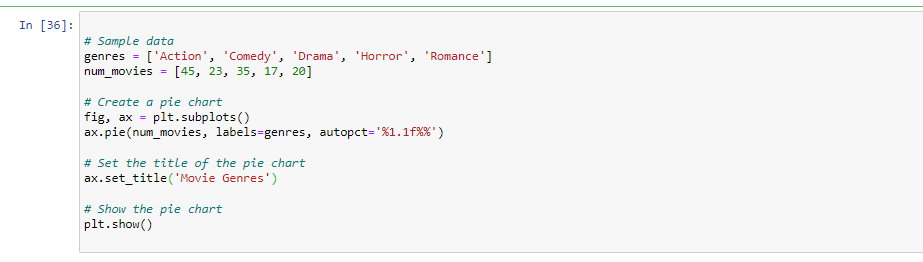 In [36]:
# Sample data
genres = ['Action', 'Comedy', 'Drama', 'Horror', 'Romance']
num_movies = [45, 23, 35, 17, 20]
# Create a pie chart
fig, ax = plt.subplots()
ax.pie(num_movies, labels=genres, autopct='%1.1f%%')
# Set the title of the pie chart
ax.set_title('Movie Genres')
# Show the pie chart
plt.show()